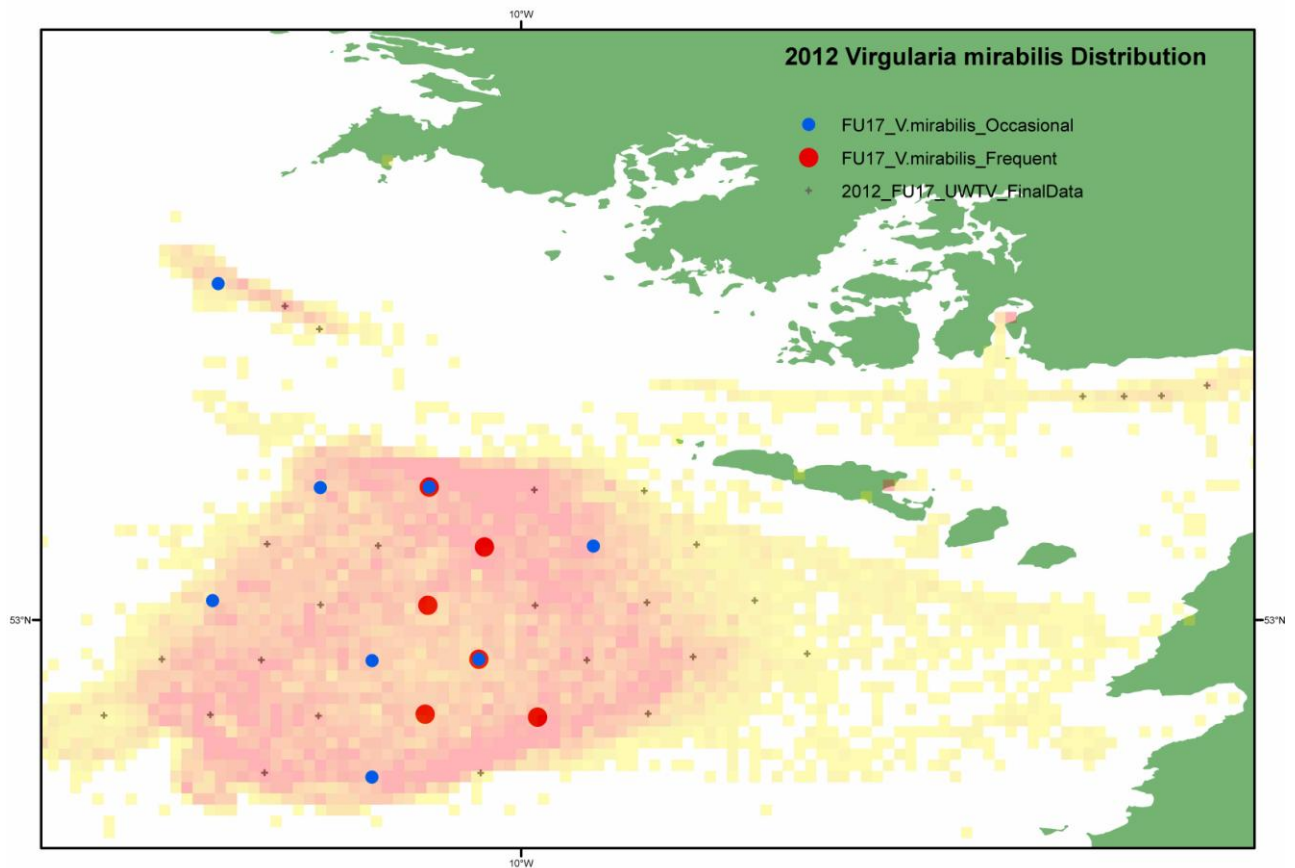 10°W
2012 Virgularia mirabilis Distribution
FU17_V.mirabilis_Occasional
FU17_V.mirabilis_Frequent
2012_FU17_UWTV_FinalData
53°N
53°N
10°W